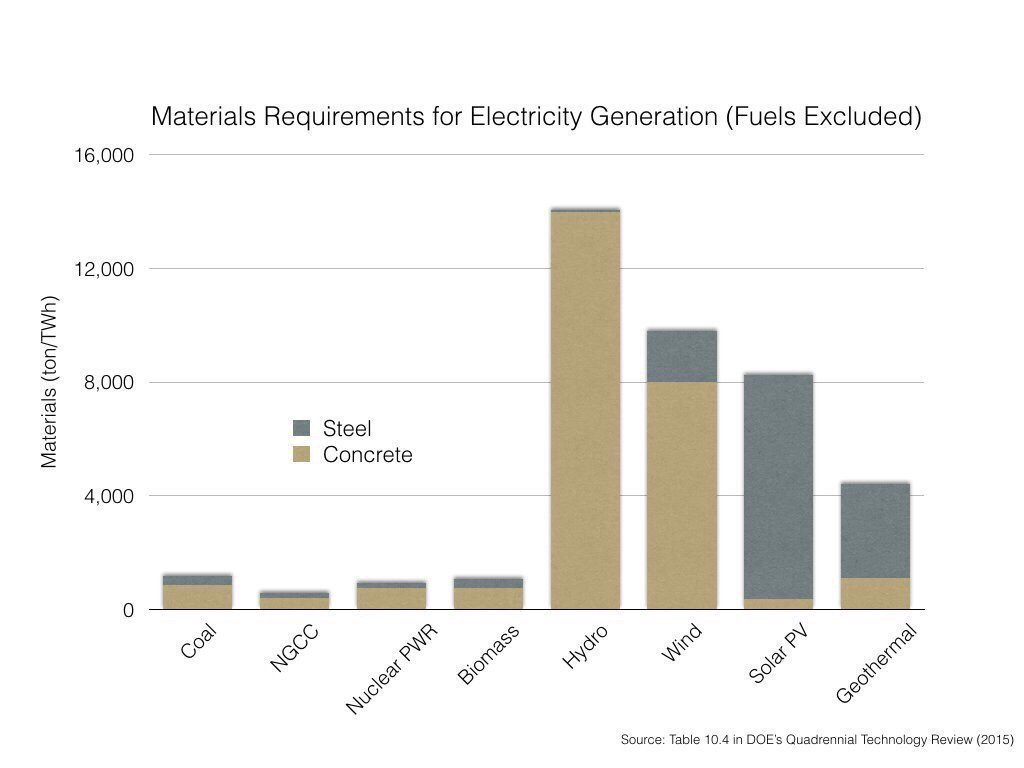 Materials Requirements for Electricity Generation (Fuels Excluded)
16,000
12,000
8,000
4,000
0
Materials (ton/TWh)
Steel
Concrete
Coal
NGCC
Nuclear PWR
Biomass
Hydro
Wind
Solar PV
Geothermal
Source: Table 10.4 in DOE's Quadrennial Technology Review (2015)